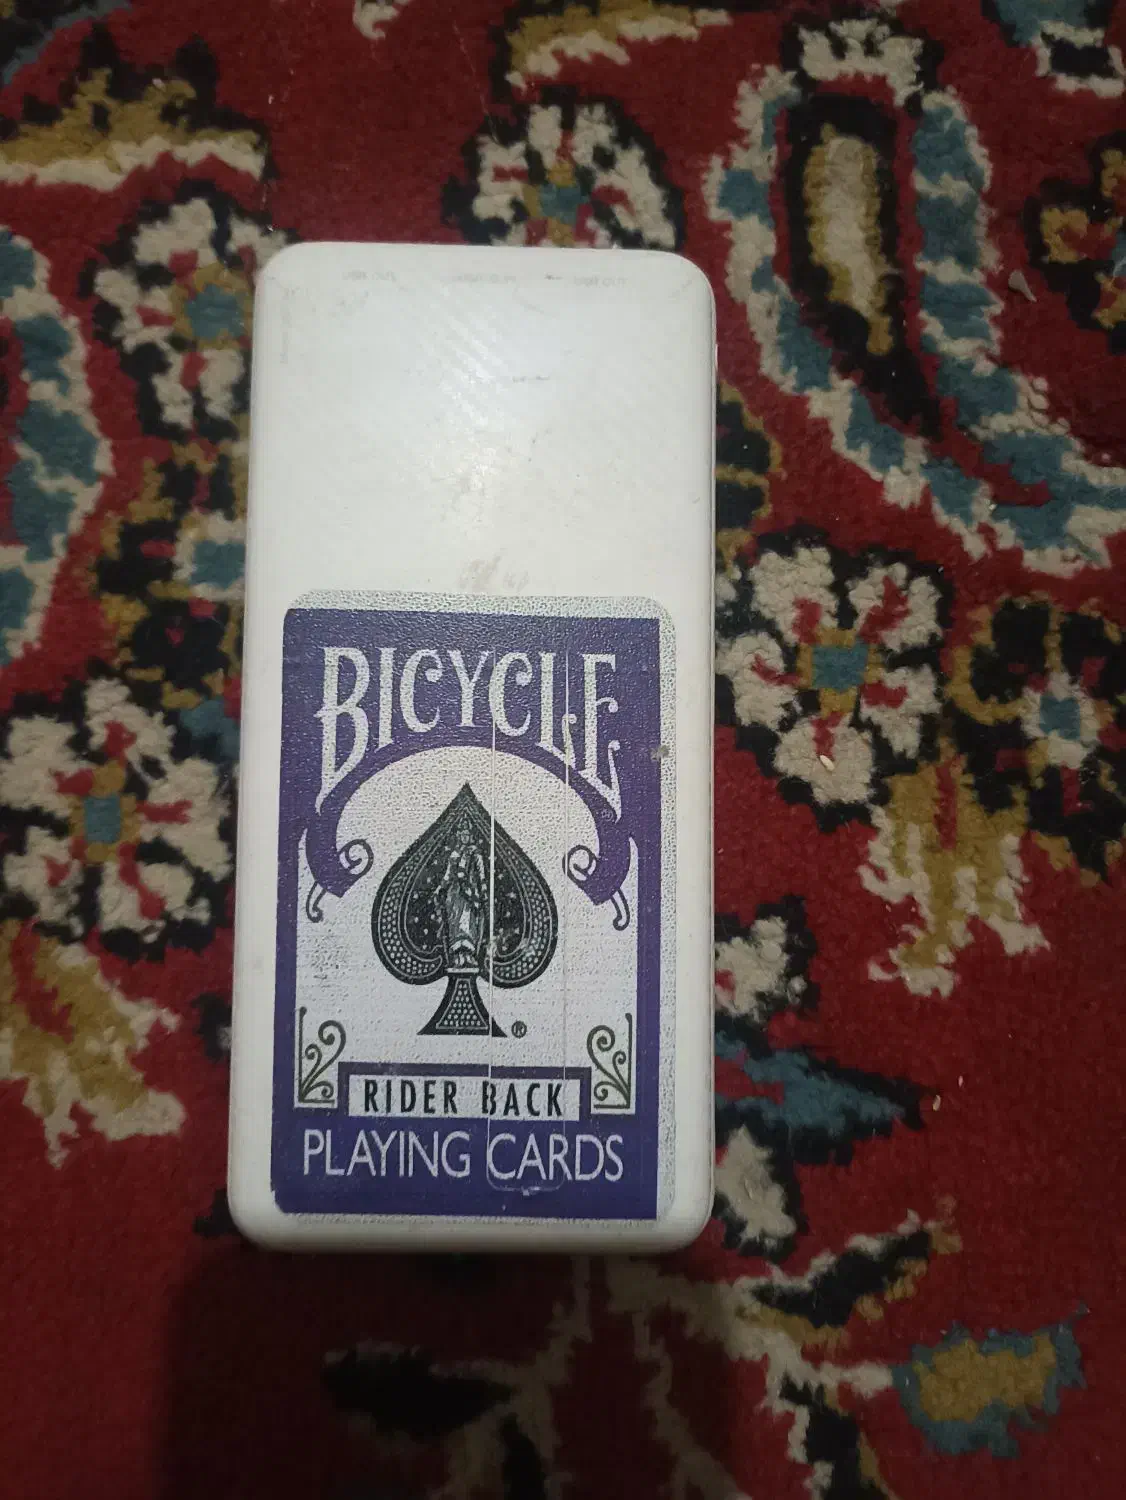 BICYCLE
®
®
RIDER BACK
PLAYING CARDS